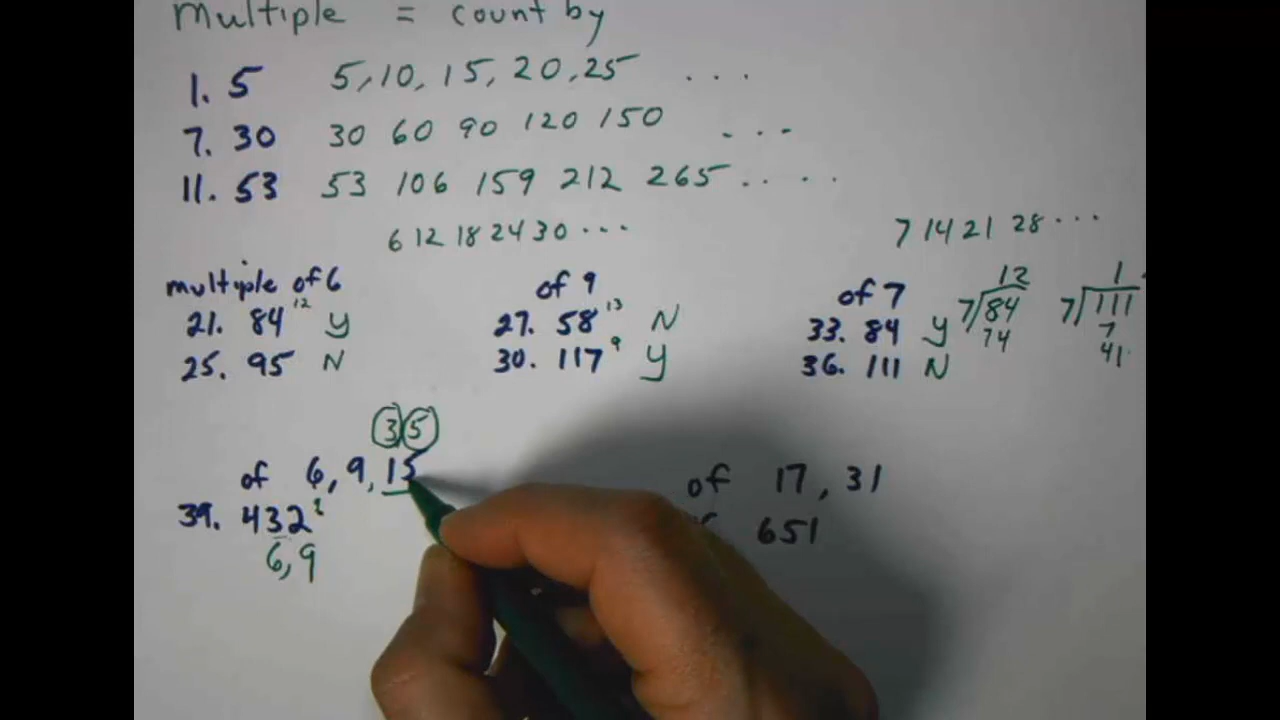 Multiple = count by
1. 5 5, 10, 15, 20, 25 ...
7. 30 30 60 90 120 150 ...
11. 53 53 106 159 212 265 ....
6 12 18 24 30 ...
7 14 21 28 ...
multiple of 6
21. 84 12 Y
25. 95 N
of 9
27. 58 13 N
30. 117 9 Y
of 7
33. 84 Y
36. 111 N
12
7)84
7
14
1
7)111
7
41
3 5
of 6, 9, 15
39. 432
6, 9
of 17, 31
651